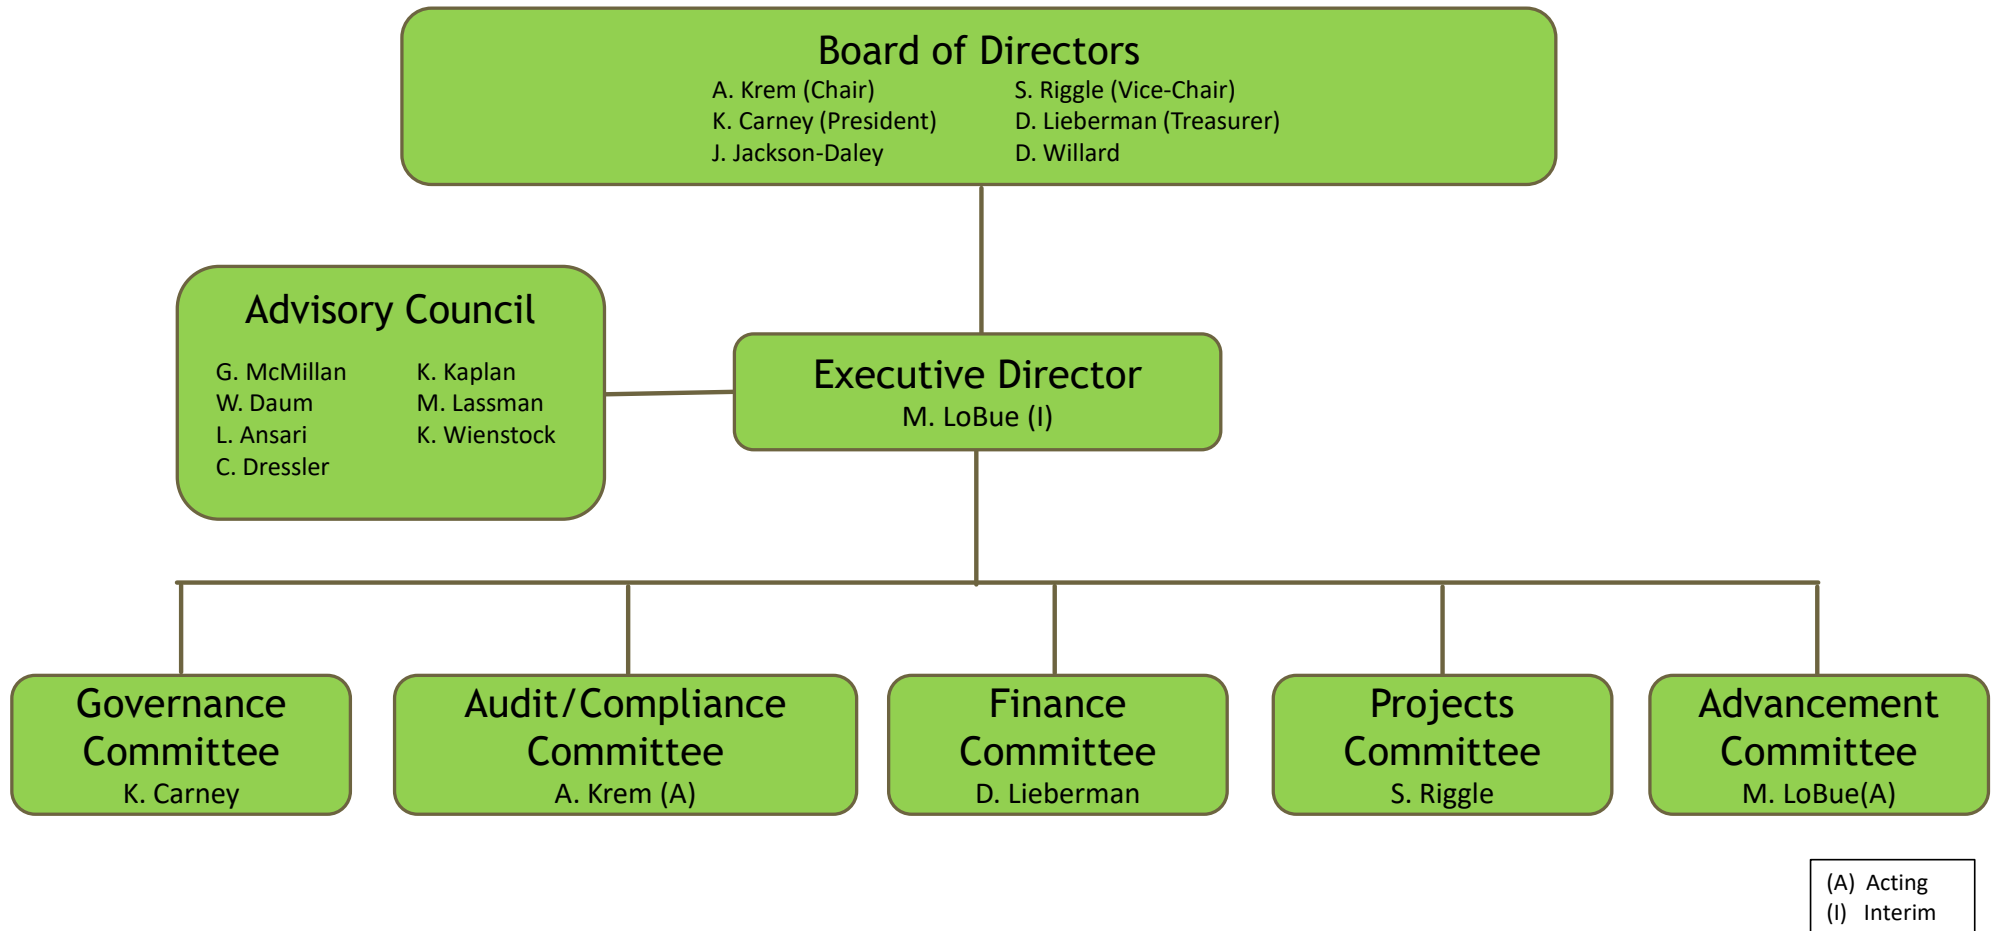 Board of Directors
A. Krem (Chair)
K. Carney (President)
J. Jackson-Daley
S. Riggle (Vice-Chair)
D. Lieberman (Treasurer)
D. Willard
Advisory Council
G. McMillan
W. Daum
L. Ansari
C. Dressler
K. Kaplan
M. Lassman
K. Wienstock
Executive Director
M. LoBue (I)
Governance
Committee
K. Carney
Audit/Compliance
Committee
A. Krem (A)
Finance
Committee
D. Lieberman
Projects
Committee
S. Riggle
Advancement
Committee
M. LoBue(A)
(A) Acting
(I) Interim